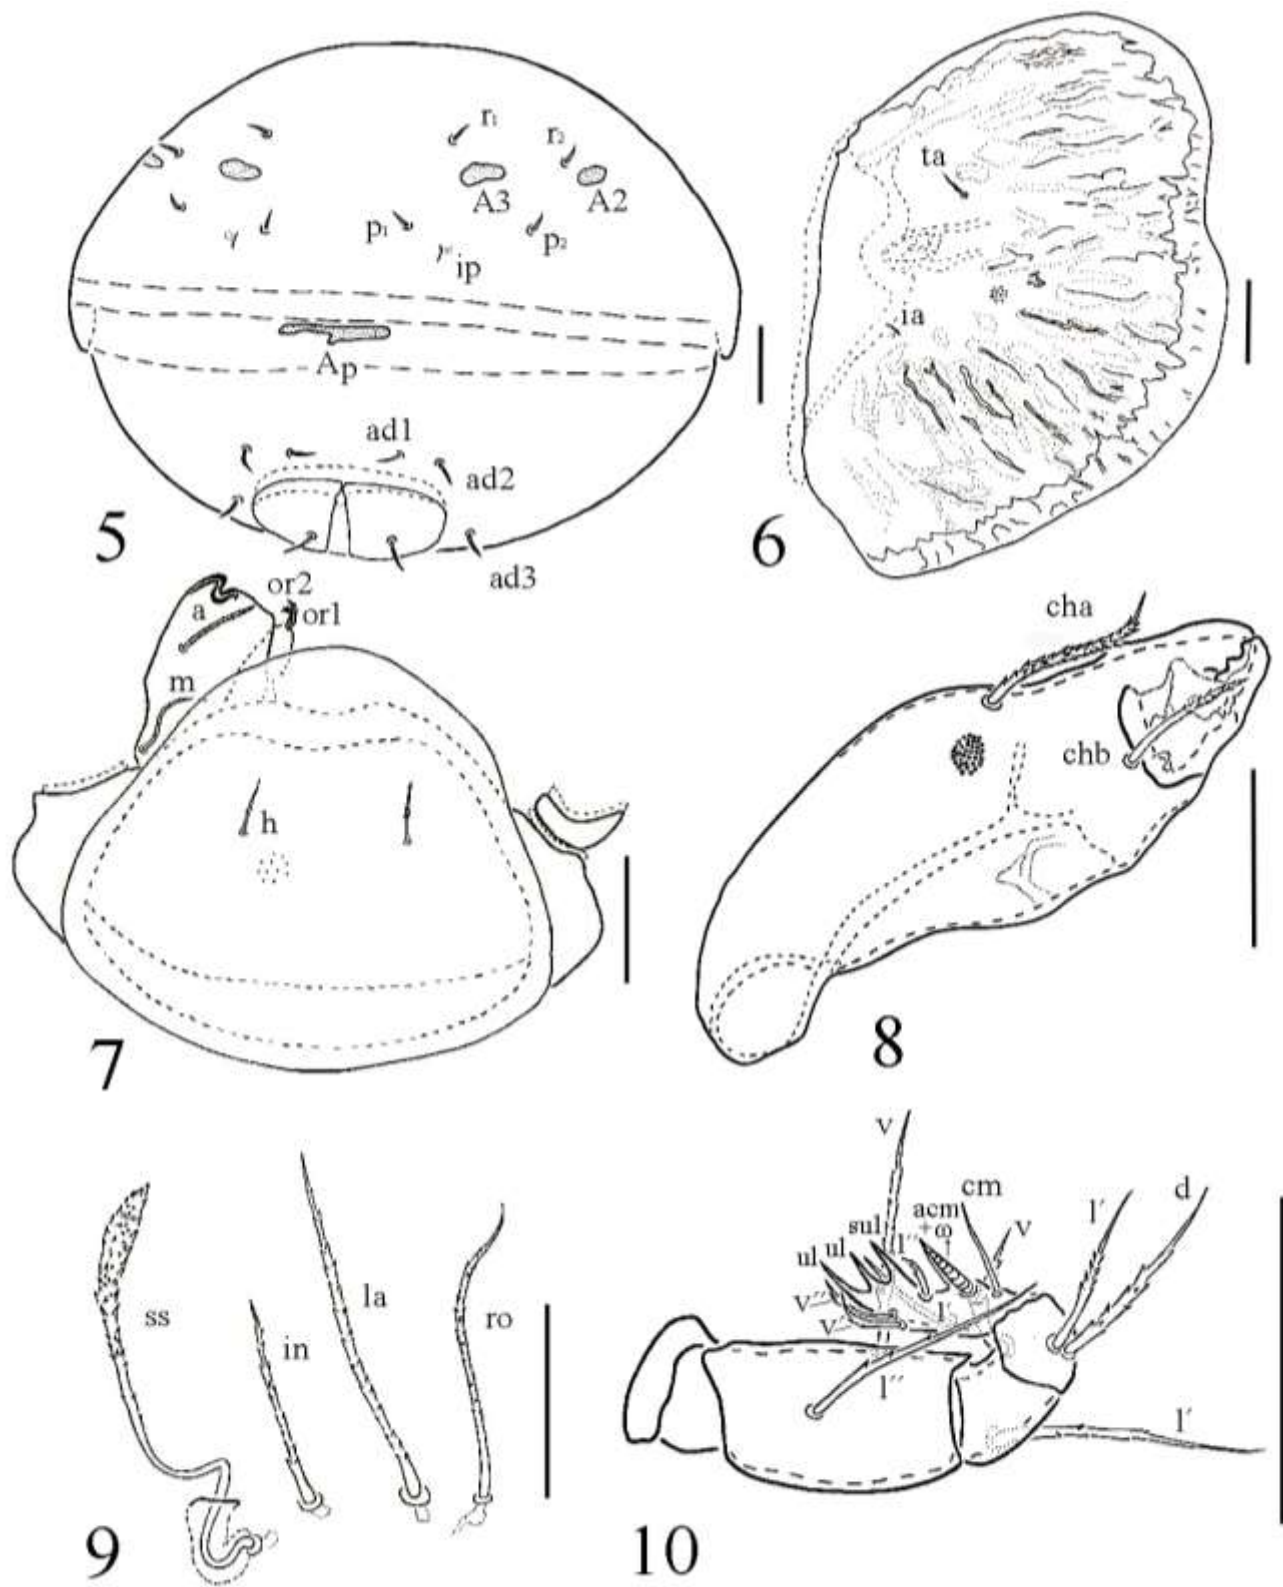 r1
r2
A3
A2
p1
p2
ip
Ap
ad1
ad2
ad3
5
ta
ia
6
or2
or1
a
m
h
7
cha
chb
8
ss
in
la
ro
9
v
cm
acm
+
ω
v
l'
d
sul
l''
ul
ul
v''
v'
l'
l''
l'
10